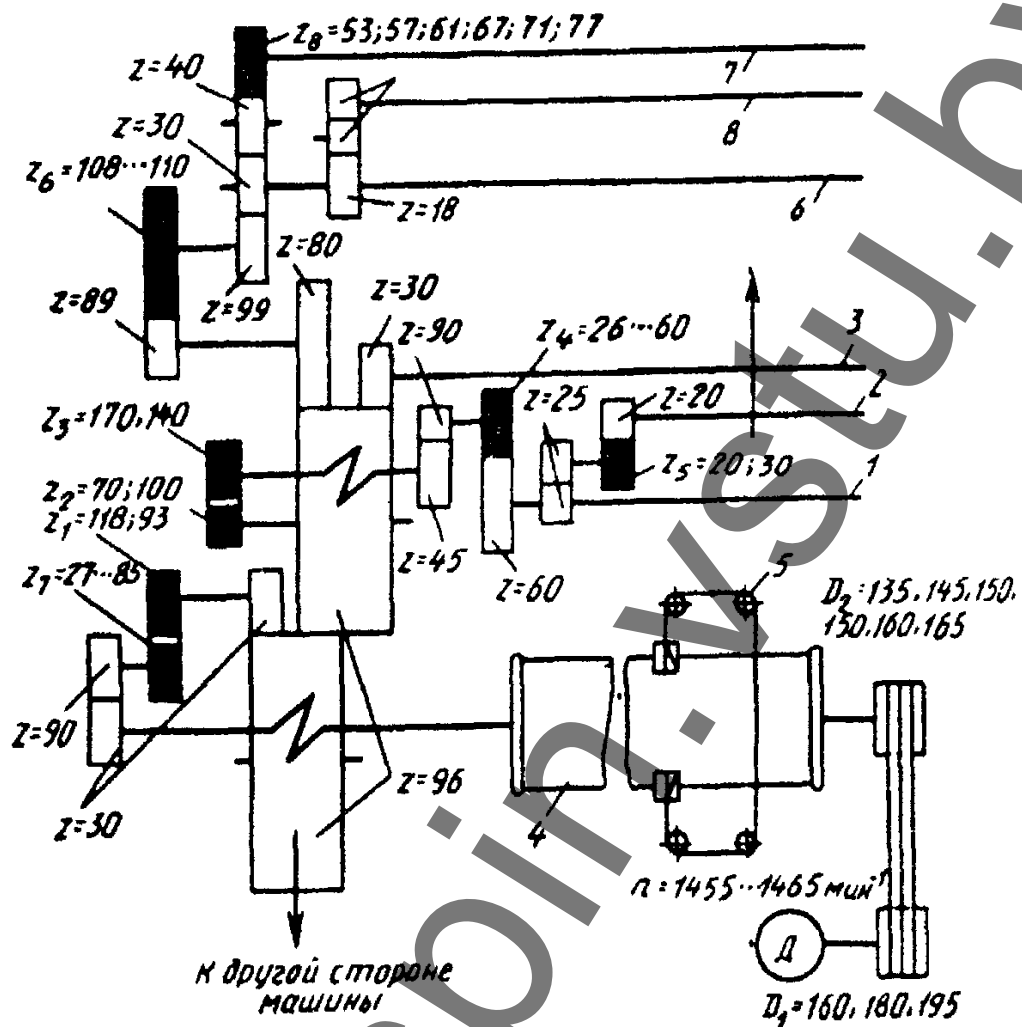 z₈=53;57;61;67;71;77
z=40
7
z=30
8
z₆=108...110
z=18
6
z=80
z=89
z=99
z=30
z=90
z₄=26...60
3
z=25
z=20
2
z₃=170,140
z₅=20;30
1
z₂=70;100
z₁=118;93
z₇=27...85
z=45
z=60
5
D₂=135,145,150,
150,160,165
z=90
z=96
4
z=30
n=1455...1465 мин⁻¹
Д
к другой стороне
машины
D₁=160,180,195